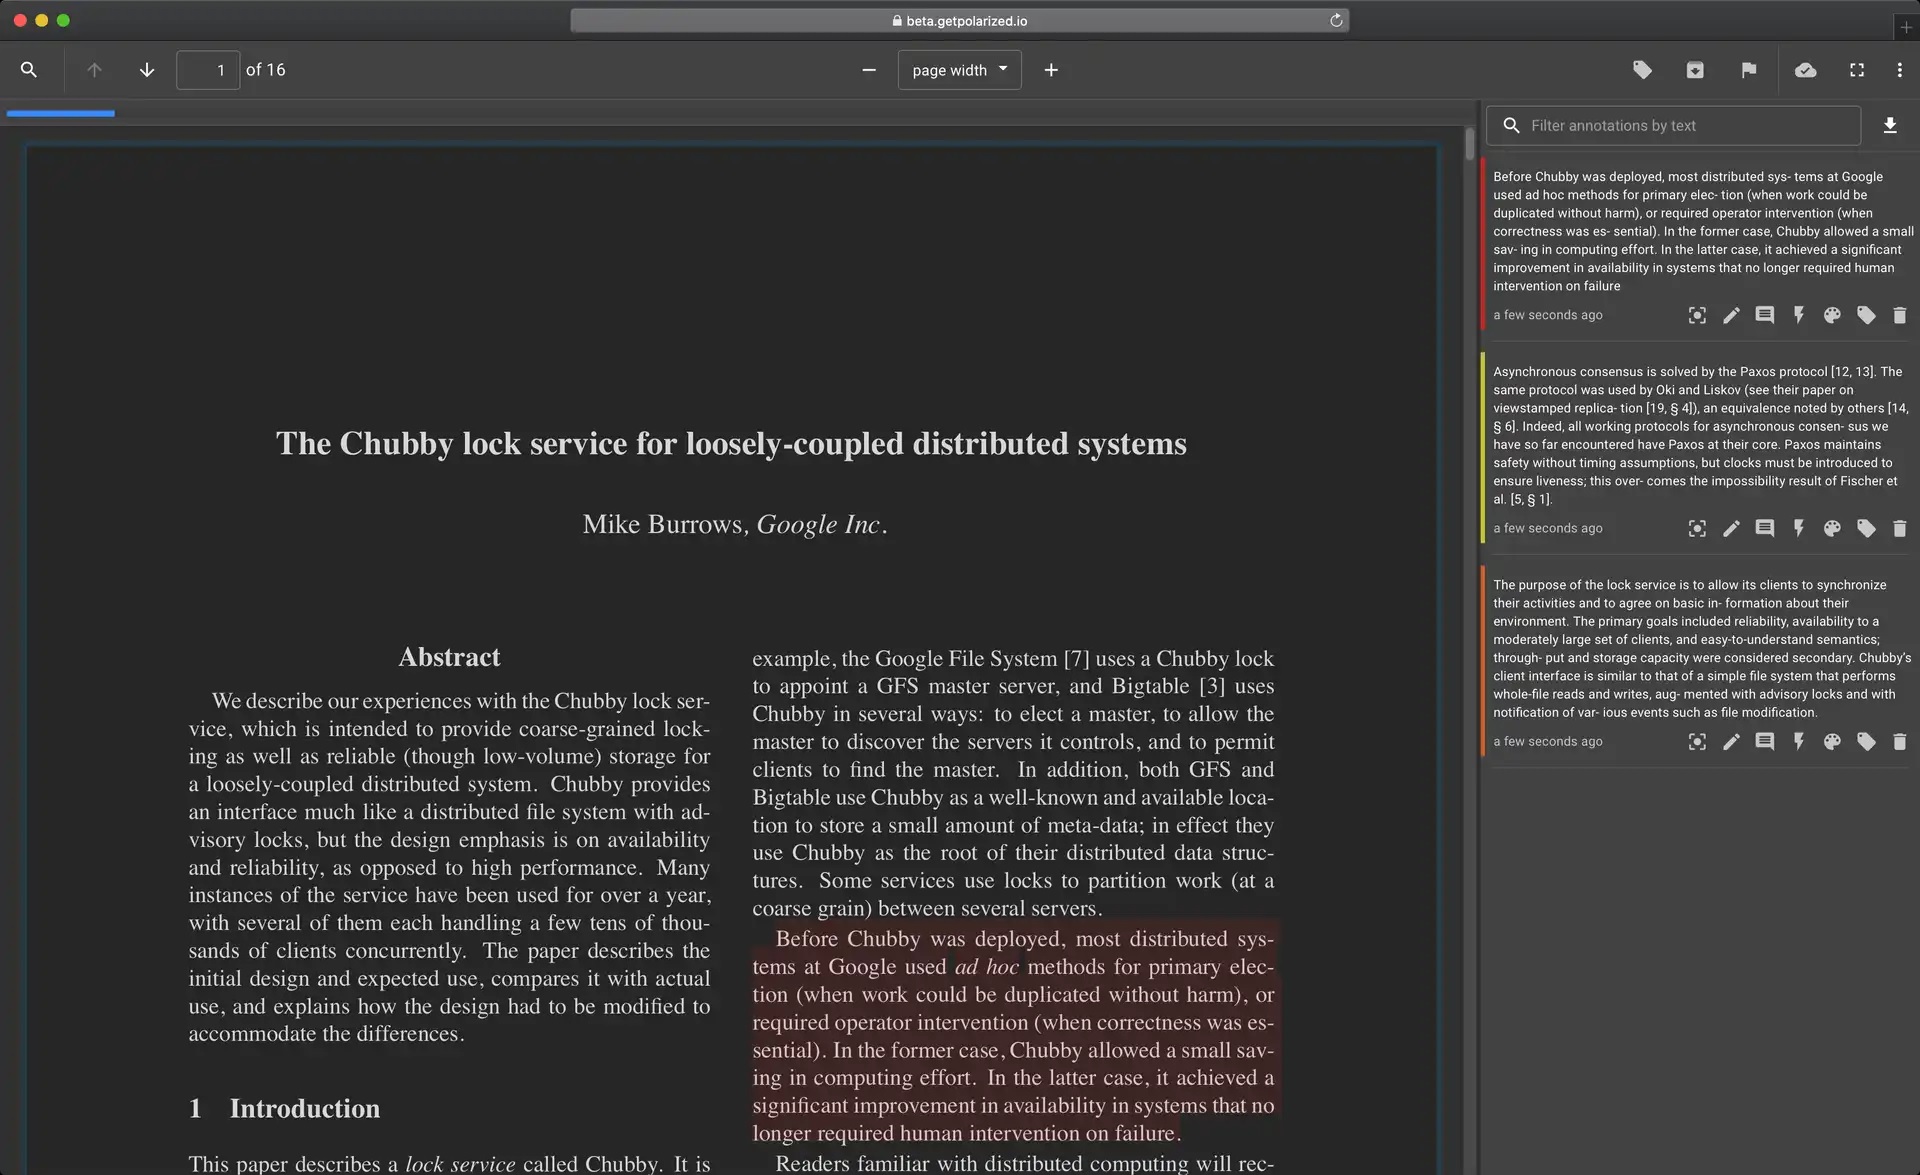 beta.getpolarized.io
1 of 16
page width
Filter annotations by text
The Chubby lock service for loosely-coupled distributed systems
Mike Burrows, Google Inc.
Abstract
We describe our experiences with the Chubby lock ser-
vice, which is intended to provide coarse-grained lock-
ing as well as reliable (though low-volume) storage for
a loosely-coupled distributed system. Chubby provides
an interface much like a distributed file system with ad-
visory locks, but the design emphasis is on availability
and reliability, as opposed to high performance. Many
instances of the service have been used for over a year,
with several of them each handling a few tens of thou-
sands of clients concurrently. The paper describes the
initial design and expected use, compares it with actual
use, and explains how the design had to be modified to
accommodate the differences.
1 Introduction
This paper describes a lock service called Chubby. It is
example, the Google File System [7] uses a Chubby lock
to appoint a GFS master server, and Bigtable [3] uses
Chubby in several ways: to elect a master, to allow the
master to discover the servers it controls, and to permit
clients to find the master. In addition, both GFS and
Bigtable use Chubby as a well-known and available loca-
tion to store a small amount of meta-data; in effect they
use Chubby as the root of their distributed data struc-
tures. Some services use locks to partition work (at a
coarse grain) between several servers.
Before Chubby was deployed, most distributed sys-
tems at Google used ad hoc methods for primary elec-
tion (when work could be duplicated without harm), or
required operator intervention (when correctness was es-
sential). In the former case, Chubby allowed a small sav-
ing in computing effort. In the latter case, it achieved a
significant improvement in availability in systems that no
longer required human intervention on failure.
Readers familiar with distributed computing will rec-
Before Chubby was deployed, most distributed sys- tems at Google
used ad hoc methods for primary elec- tion (when work could be
duplicated without harm), or required operator intervention (when
correctness was es- sential). In the former case, Chubby allowed a small
sav- ing in computing effort. In the latter case, it achieved a significant
improvement in availability in systems that no longer required human
intervention on failure
a few seconds ago
Asynchronous consensus is solved by the Paxos protocol [12, 13]. The
same protocol was used by Oki and Liskov (see their paper on
viewstamped replica- tion [19, § 4]), an equivalence noted by others [14,
§ 6]. Indeed, all working protocols for asynchronous consen- sus we
have so far encountered have Paxos at their core. Paxos maintains
safety without timing assumptions, but clocks must be introduced to
ensure liveness; this over- comes the impossibility result of Fischer et
al. [5, § 1].
a few seconds ago
The purpose of the lock service is to allow its clients to synchronize
their activities and to agree on basic in- formation about their
environment. The primary goals included reliability, availability to a
moderately large set of clients, and easy-to-understand semantics;
through- put and storage capacity were considered secondary. Chubby's
client interface is similar to that of a simple file system that performs
whole-file reads and writes, aug- mented with advisory locks and with
notification of var- ious events such as file modification.
a few seconds ago